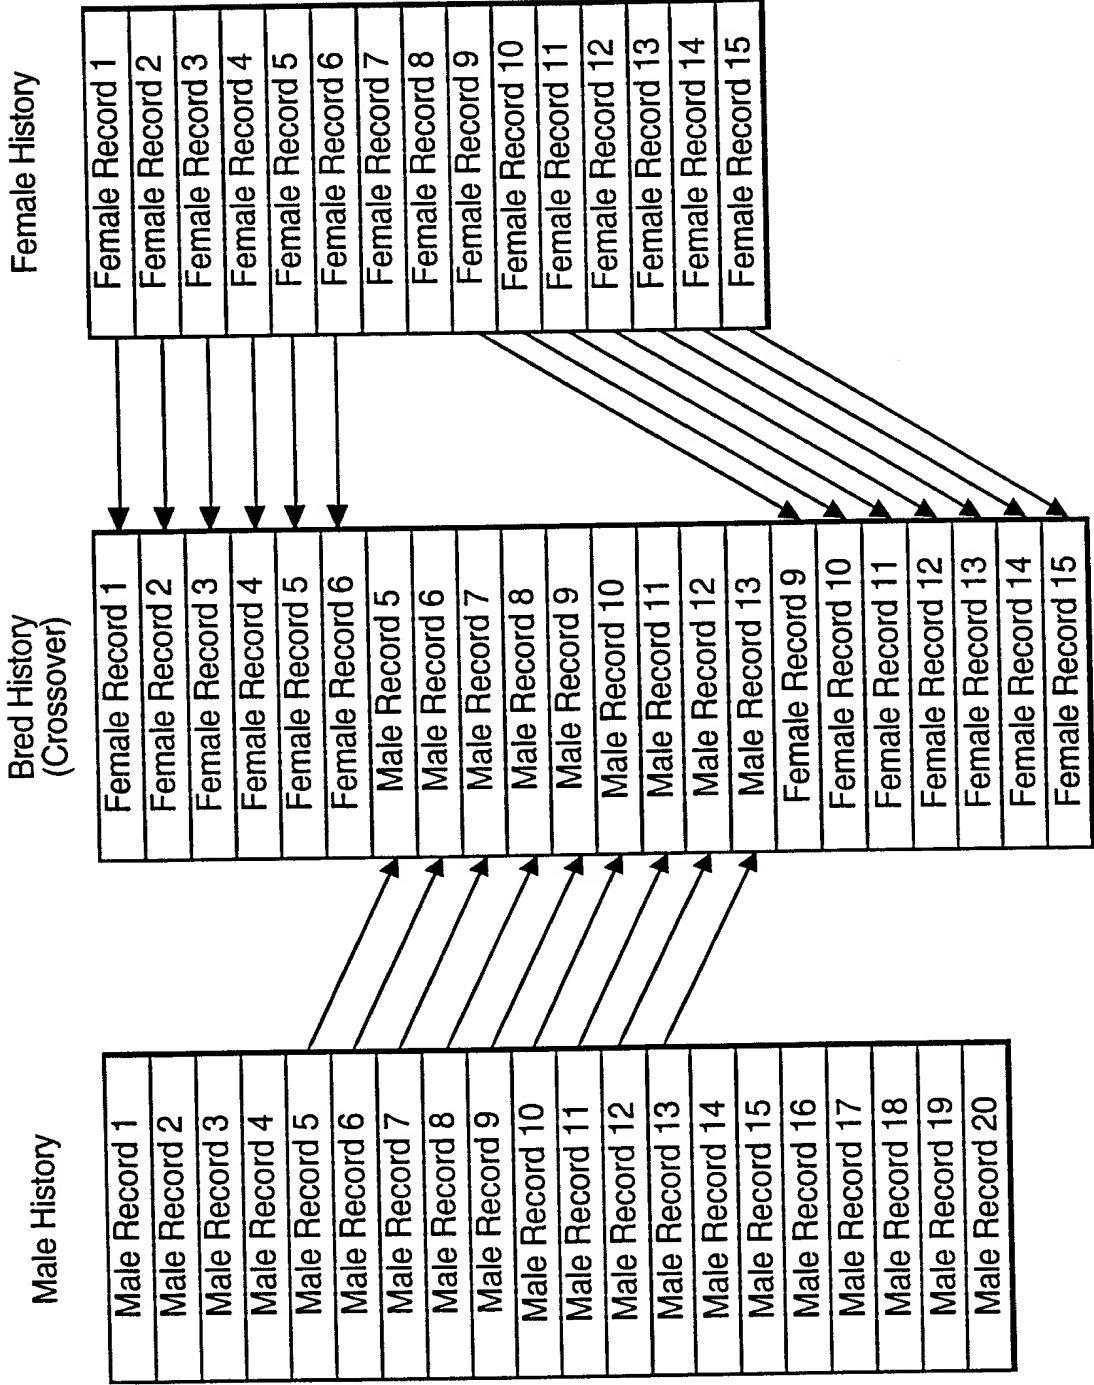 Male History
Male Record 1
Male Record 2
Male Record 3
Male Record 4
Male Record 5
Male Record 6
Male Record 7
Male Record 8
Male Record 9
Male Record 10
Male Record 11
Male Record 12
Male Record 13
Male Record 14
Male Record 15
Male Record 16
Male Record 17
Male Record 18
Male Record 19
Male Record 20
Bred History
(Crossover)
Female Record 1
Female Record 2
Female Record 3
Female Record 4
Female Record 5
Female Record 6
Male Record 5
Male Record 6
Male Record 7
Male Record 8
Male Record 9
Male Record 10
Male Record 11
Male Record 12
Male Record 13
Female Record 9
Female Record 10
Female Record 11
Female Record 12
Female Record 13
Female Record 14
Female Record 15
Female History
Female Record 1
Female Record 2
Female Record 3
Female Record 4
Female Record 5
Female Record 6
Female Record 7
Female Record 8
Female Record 9
Female Record 10
Female Record 11
Female Record 12
Female Record 13
Female Record 14
Female Record 15